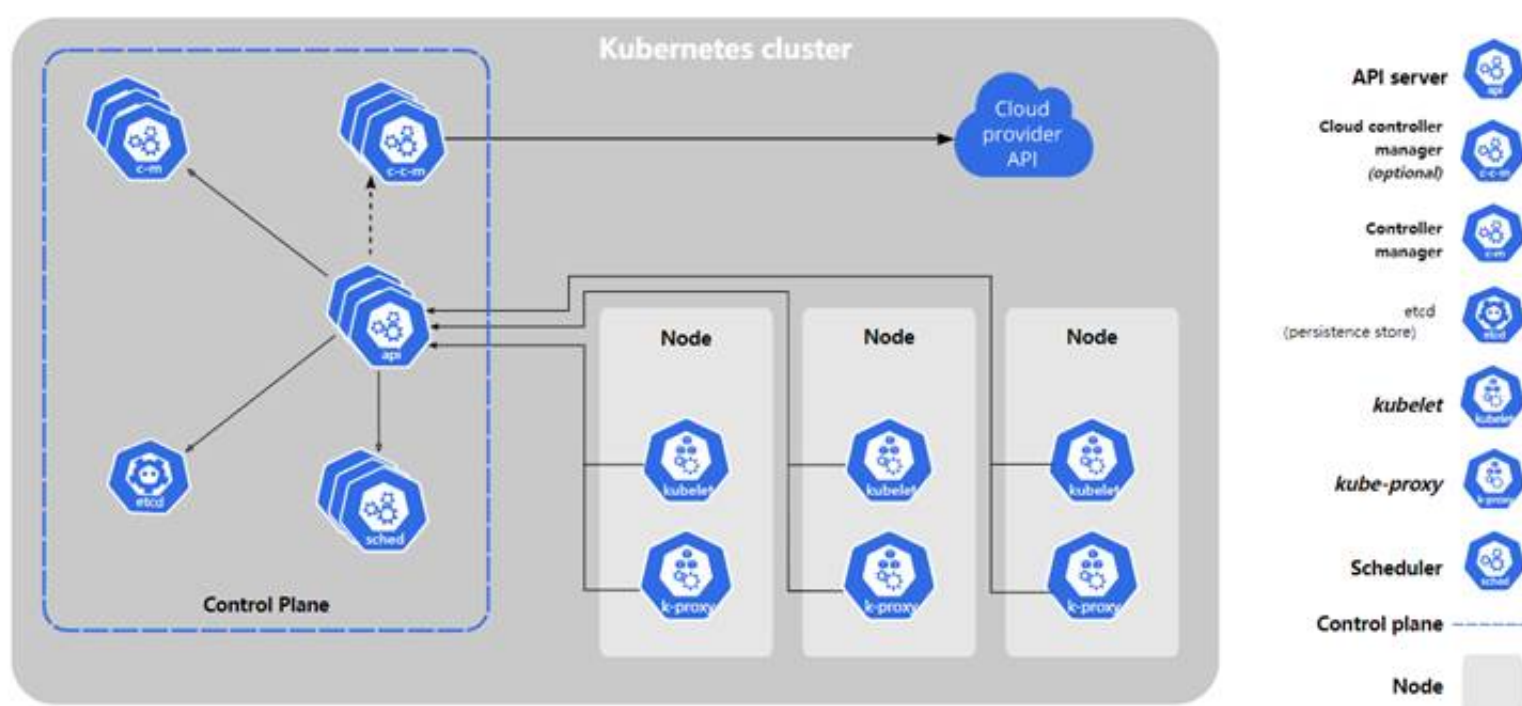 Kubernetes cluster
c-m
c-c-m
Cloud
provider
API
api
etcd
sched
Control Plane
Node
kubelet
k-proxy
Node
kubelet
k-proxy
Node
kubelet
k-proxy
API server
api
Cloud controller
manager
(optional)
c-c-m
Controller
manager
c-m
etcd
(persistence store)
etcd
kubelet
kubelet
kube-proxy
k-proxy
Scheduler
sched
Control plane
Node